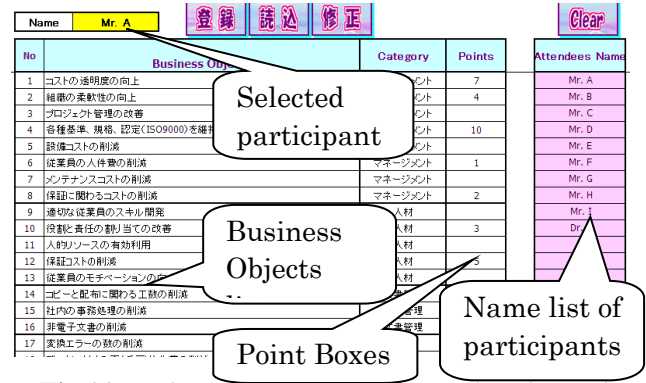 Name Mr. A 登録 読込 修正 Clear
No Business Category Points Attendees Name
1 コストの透明度の向上 7 Mr. A
2 組織の柔軟性の向上 4 Mr. B
3 プロジェクト管理の改善 Mr. C
4 各種基準、規格、認定(ISO9000)を維持 10 Mr. D
5 設備コストの削減 Mr. E
6 従業員の人件費の削減 マネージメント 1 Mr. F
7 メンテナンスコストの削減 マネージメント Mr. G
8 保証に関わるコストの削減 マネージメント 2 Mr. H
9 適切な従業員のスキル開発 人材 Mr. I
10 役割と責任の割り当ての改善 人材 3 Dr.
11 人的リソースの有効利用 人材
12 保証コストの削減 人材 5
13 従業員のモチベーションの 人材
14 コピーと配布に関わる工数の削減
15 社内の事務処理の削減 管理
16 非電子文書の削減 書管理
17 変換エラーの数の削減
Selected
participant
Business
Objects
Point Boxes
Name list of
participants